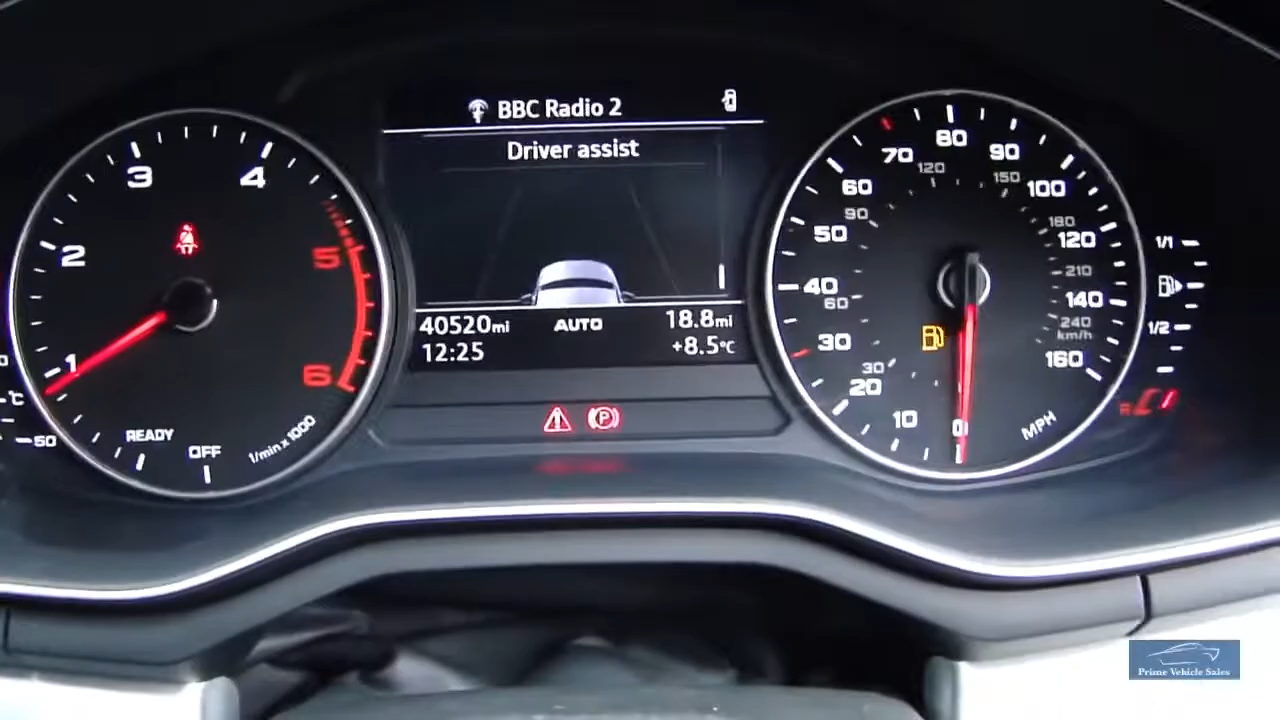 BBC Radio 2
Driver assist
40520mi
AUTO
18.8mi
12:25
+8.5°C
1
2
3
4
5
6
READY
OFF
1/min x 1000
°C
50
0
10
20
30
40
50
60
70
80
90
100
120
140
160
MPH
30
60
90
120
150
180
210
240
km/h
1/1
1/2
R
P
Prime Vehicle Sales